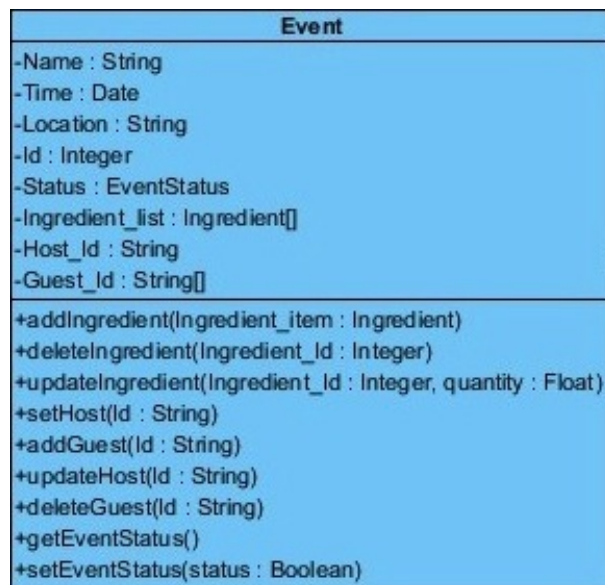 Event
-Name : String
-Time : Date
-Location : String
-Id : Integer
-Status : EventStatus
-Ingredient_list : Ingredient[]
-Host_Id : String
-Guest_Id : String[]
+addIngredient(Ingredient_item : Ingredient)
+deleteIngredient(Ingredient_Id : Integer)
+updateIngredient(Ingredient_Id : Integer, quantity : Float)
+setHost(Id : String)
+addGuest(Id : String)
+updateHost(Id : String)
+deleteGuest(Id : String)
+getEventStatus()
+setEventStatus(status : Boolean)